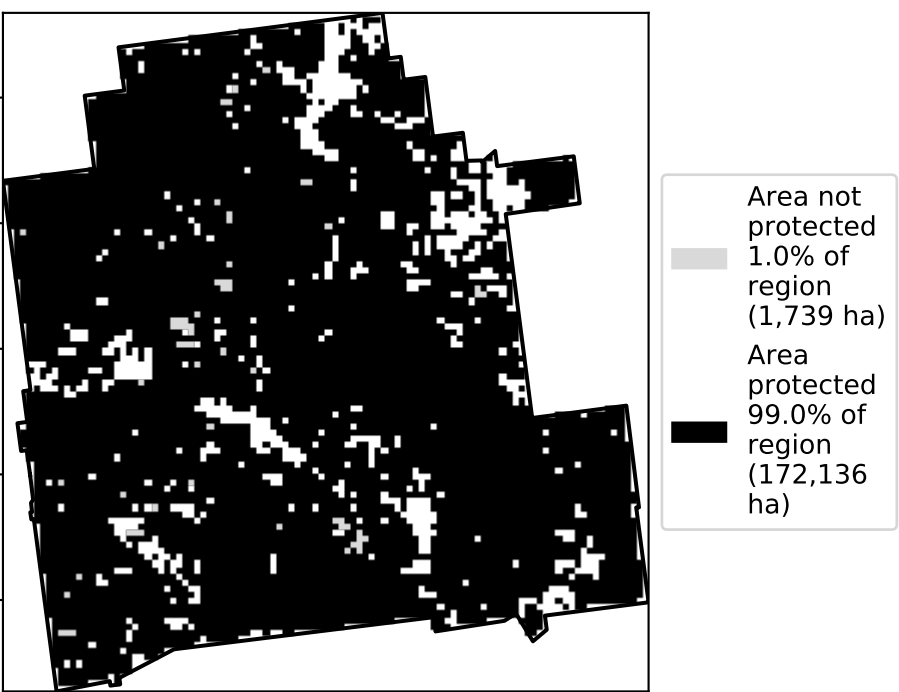 Area not
protected
1.0% of
region
(1,739 ha)
Area
protected
99.0% of
region
(172,136
ha)